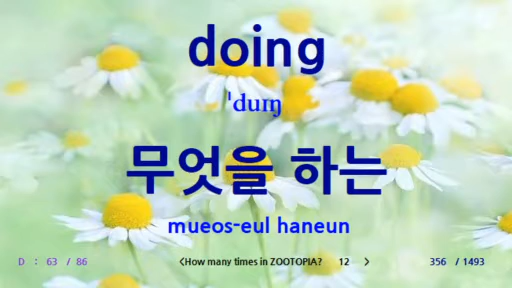 doing
ˈduɪŋ
무엇을 하는
mueos-eul haneun
D : 63 / 86 <How many times in ZOOTOPIA? 12 > 356 / 1493